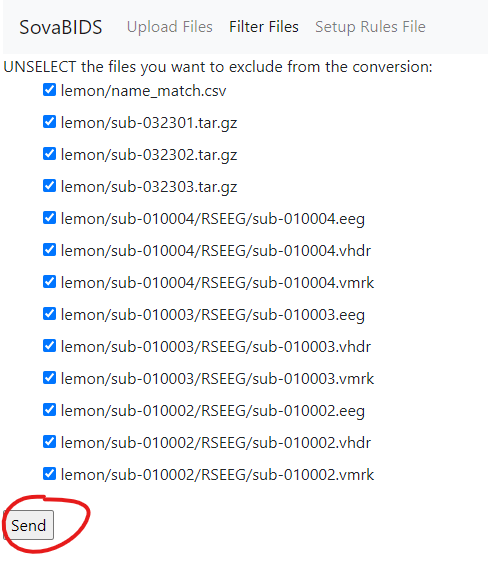 SovaBIDS Upload Files Filter Files Setup Rules File
UNSELECT the files you want to exclude from the conversion:
lemon/name_match.csv
lemon/sub-032301.tar.gz
lemon/sub-032302.tar.gz
lemon/sub-032303.tar.gz
lemon/sub-010004/RSEEG/sub-010004.eeg
lemon/sub-010004/RSEEG/sub-010004.vhdr
lemon/sub-010004/RSEEG/sub-010004.vmrk
lemon/sub-010003/RSEEG/sub-010003.eeg
lemon/sub-010003/RSEEG/sub-010003.vhdr
lemon/sub-010003/RSEEG/sub-010003.vmrk
lemon/sub-010002/RSEEG/sub-010002.eeg
lemon/sub-010002/RSEEG/sub-010002.vhdr
lemon/sub-010002/RSEEG/sub-010002.vmrk
Send